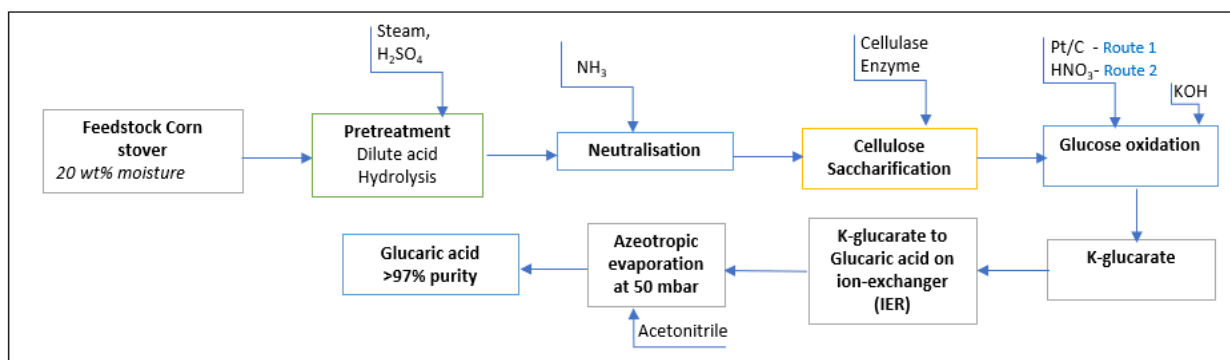 Steam,
H₂SO₄
NH₃
Cellulase
Enzyme
Pt/C - Route 1
HNO₃- Route 2
KOH
Feedstock Corn
stover
20 wt% moisture
Pretreatment
Dilute acid
Hydrolysis
Neutralisation
Cellulose
Saccharification
Glucose oxidation
Glucaric acid
>97% purity
Azeotropic
evaporation
at 50 mbar
K-glucarate to
Glucaric acid on
ion-exchanger
(IER)
K-glucarate
Acetonitrile